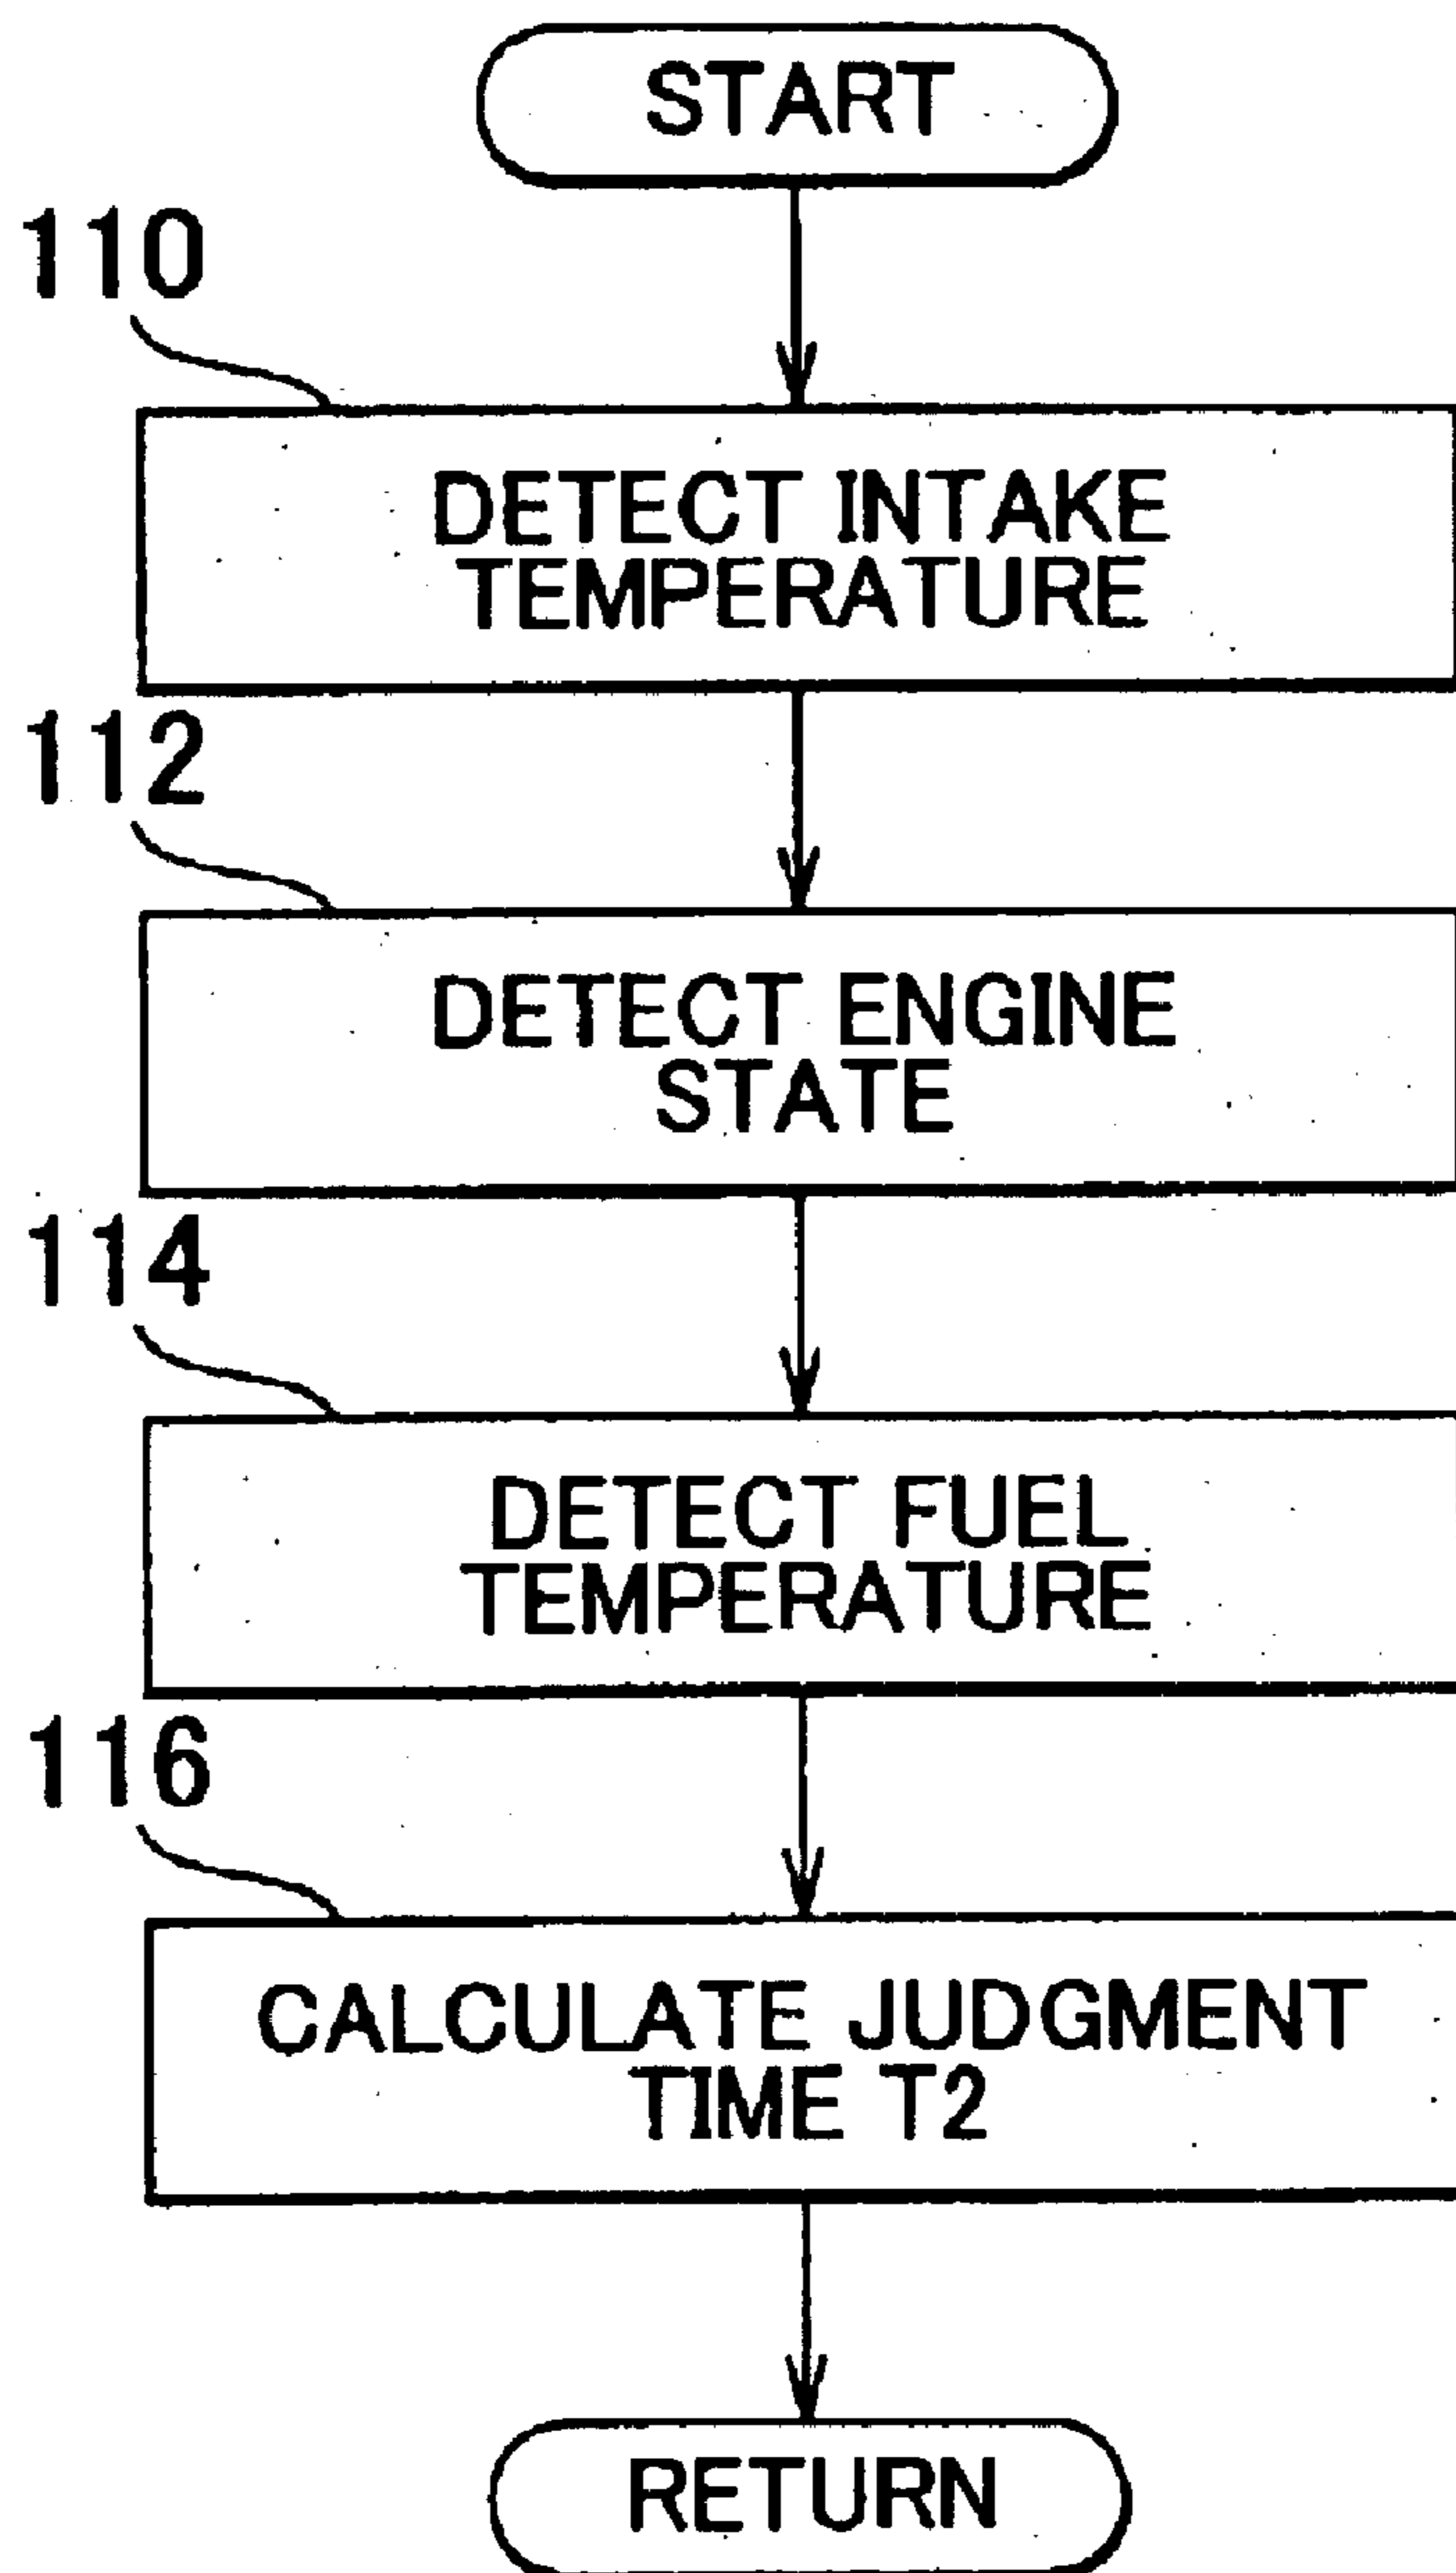 START
110
DETECT INTAKE
TEMPERATURE
112
DETECT ENGINE
STATE
114
DETECT FUEL
TEMPERATURE
116
CALCULATE JUDGMENT
TIME T2
RETURN